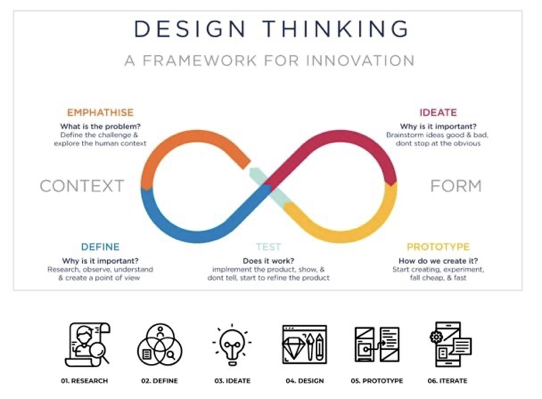 DESIGN THINKING
A FRAMEWORK FOR INNOVATION
EMPHATHISE
What is the problem?
Define the challenge &
explore the human context
IDEATE
Why is it important?
Brainstorm ideas good & bad,
dont stop at the obvious
CONTEXT
FORM
DEFINE
Why is it important?
Research, observe, understand
& create a point of view
TEST
Does it work?
implrement the product, show, &
dont tell, start to refine the product
PROTOTYPE
How do we create it?
Start creating, experiment,
fall cheap, & fast
01. RESEARCH
02. DEFINE
03. IDEATE
04. DESIGN
05. PROTOTYPE
06. ITERATE